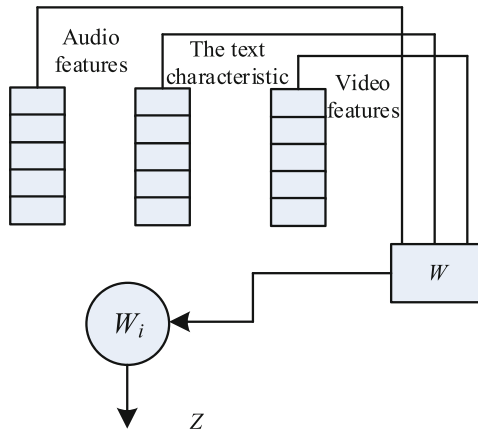 Audio
features
The text
characteristic
Video
features
W
W_i
Z